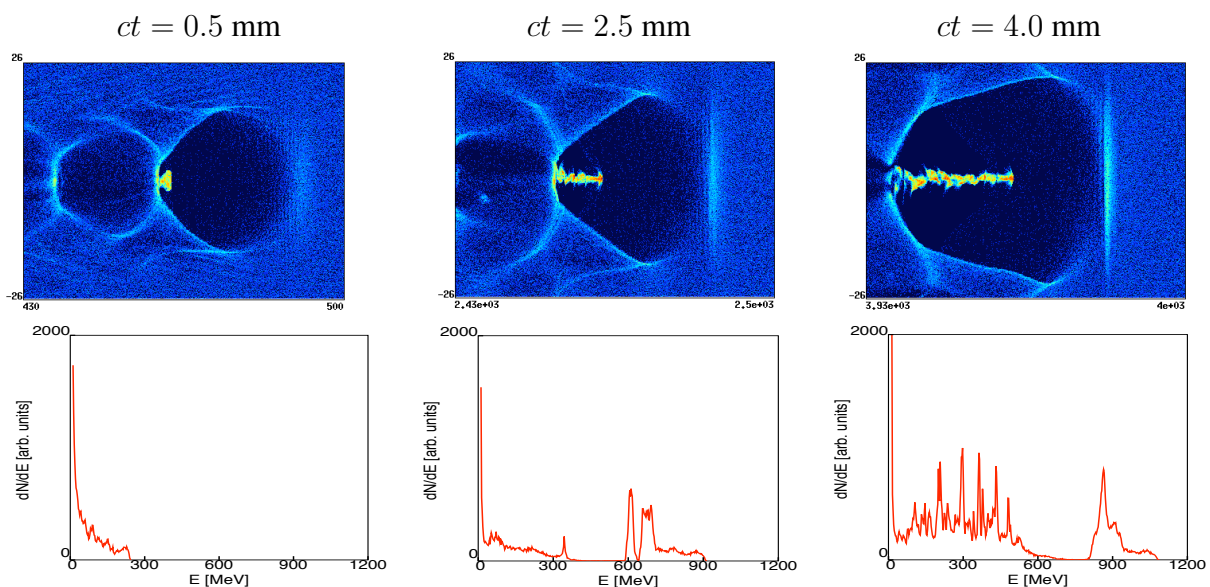 ct = 0.5 mm
ct = 2.5 mm
ct = 4.0 mm
26
-26
430
500
26
-26
2.43e+03
2.5e+03
26
-26
3.93e+03
4e+03
2000
dN/dE [arb. units]
0
0 300 600 900 1200
E [MeV]
2000
dN/dE [arb. units]
0
0 300 600 900 1200
E [MeV]
2000
dN/dE [arb. units]
0
0 300 600 900 1200
E [MeV]